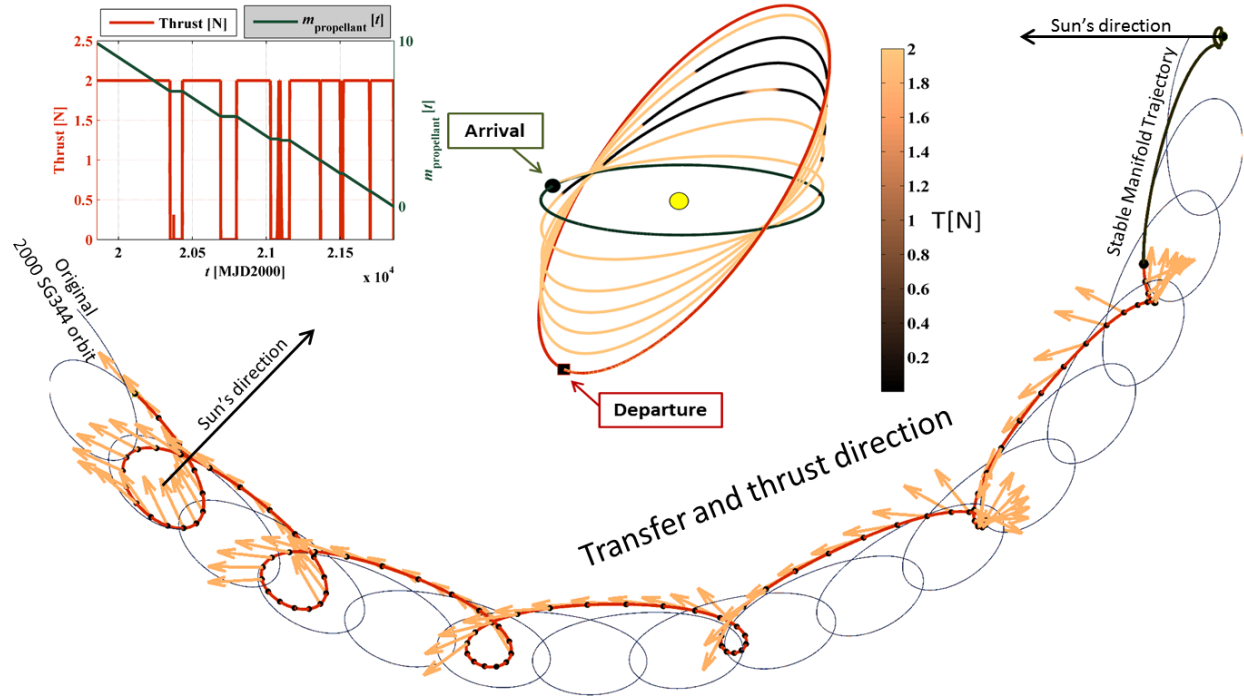 Thrust [N]
m_propellant [t]
2.5
2
1.5
1
0.5
0
Thrust [N]
10
0
m_propellant [t]
2
2.05
2.1
2.15
t [MJD2000]
x 10^4
Arrival
Departure
2
1.8
1.6
1.4
1.2
1
0.8
0.6
0.4
0.2
T[N]
Sun's direction
Stable Manifold Trajectory
Original
2000 SG344 orbit
Sun's direction
Transfer and thrust direction